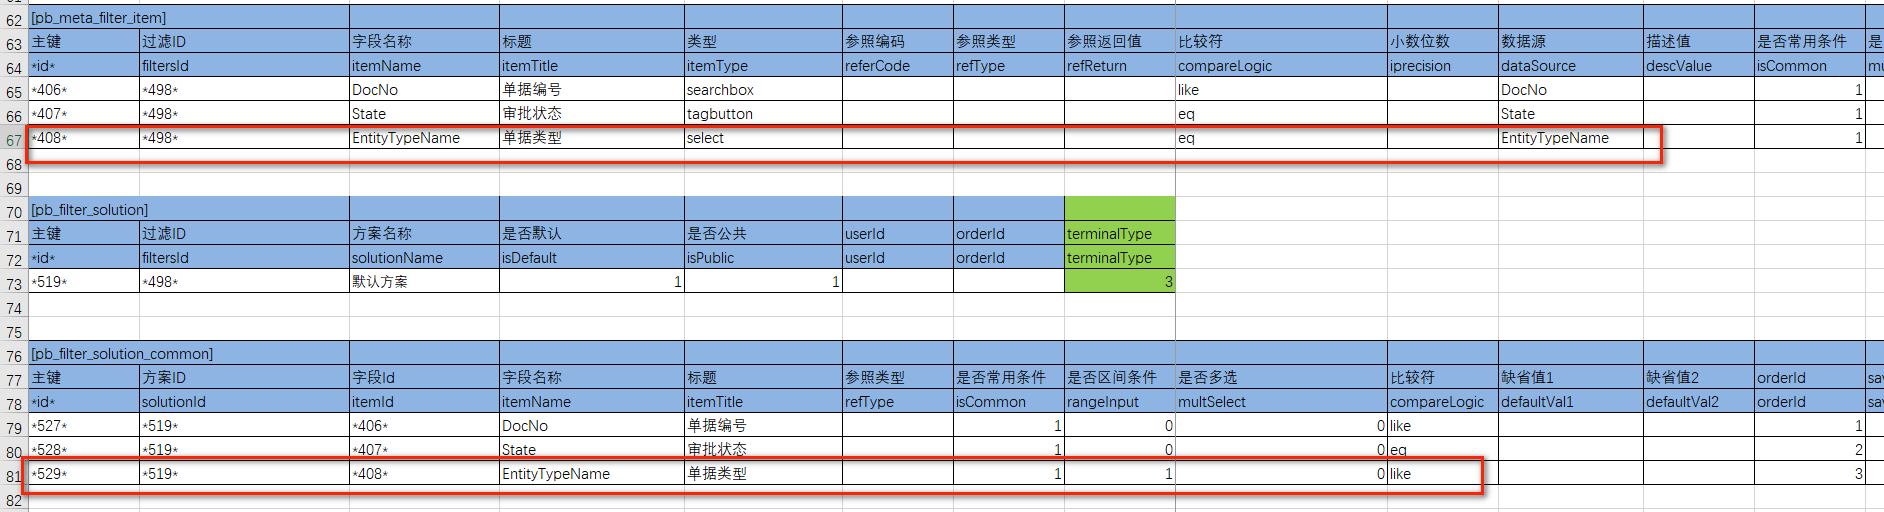 62 [pb_meta_filter_item]
63 主键 过滤ID 字段名称 标题 类型 参照编码 参照类型 参照返回值 比较符 小数位数 数据源 描述值 是否常用条件 是
64 *id* filtersId itemName itemTitle itemType referCode refType refReturn compareLogic iprecision dataSource descValue isCommon mu
65 *406* *498* DocNo 单据编号 searchbox like DocNo 1
66 *407* *498* State 审批状态 tagbutton eq State 1
67 *408* *498* EntityTypeName 单据类型 select eq EntityTypeName 1
68
69
70 [pb_filter_solution]
71 主键 过滤ID 方案名称 是否默认 是否公共 userId orderId terminalType
72 *id* filtersId solutionName isDefault isPublic userId orderId terminalType
73 *519* *498* 默认方案 1 1 3
74
75
76 [pb_filter_solution_common]
77 主键 方案ID 字段Id 字段名称 标题 参照类型 是否常用条件 是否区间条件 是否多选 比较符 缺省值1 缺省值2 orderId sav
78 *id* solutionId itemId itemName itemTitle refType isCommon rangeInput multSelect compareLogic defaultVal1 defaultVal2 orderId sav
79 *527* *519* *406* DocNo 单据编号 1 0 0 like 1
80 *528* *519* *407* State 审批状态 1 0 0 eq 2
81 *529* *519* *408* EntityTypeName 单据类型 1 1 0 like 3
82